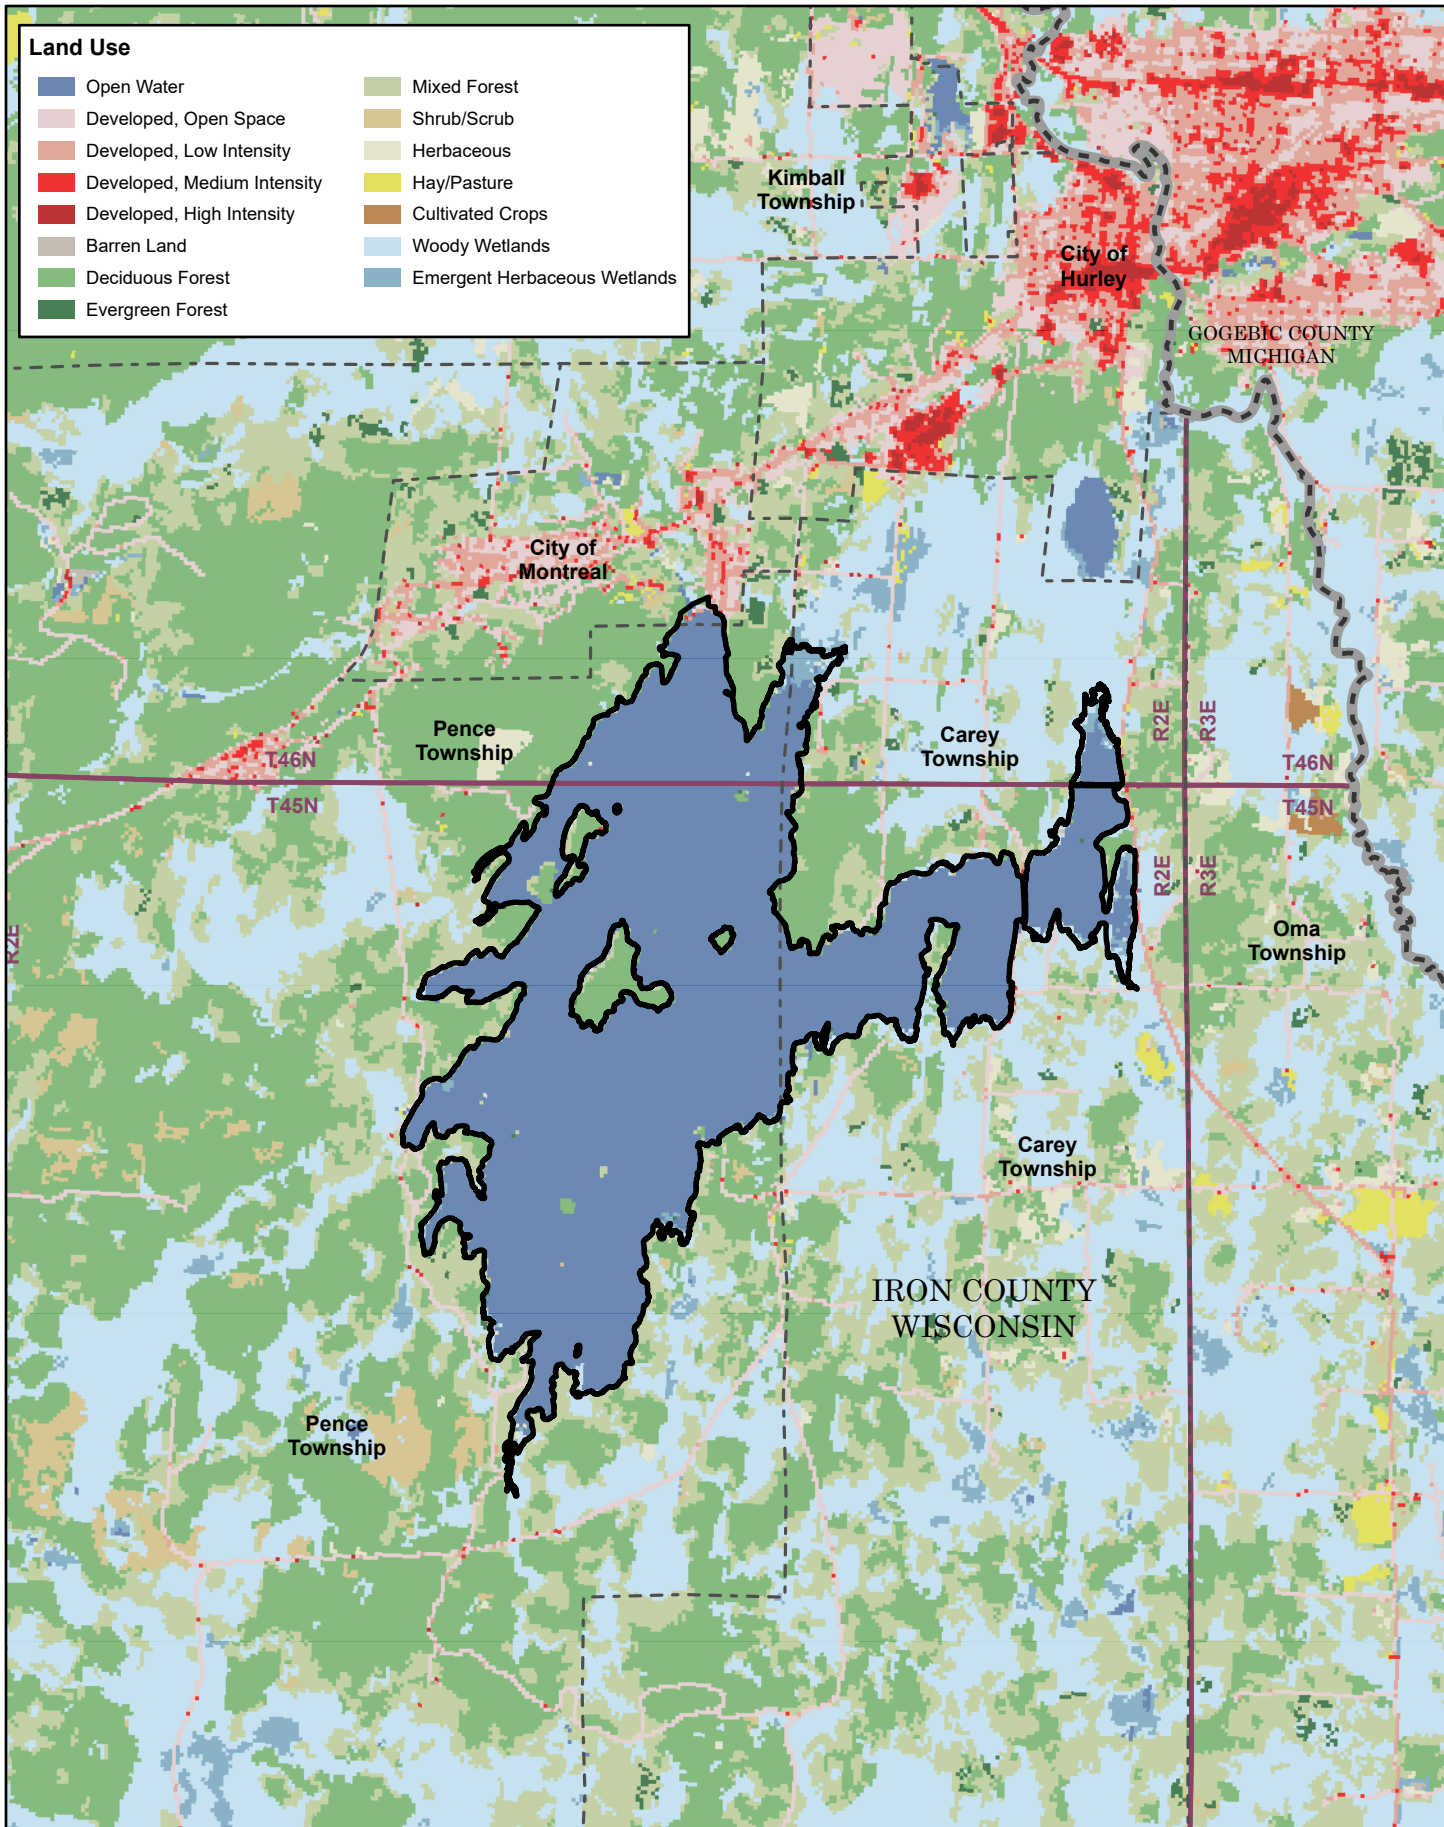 Land Use
Open Water
Developed, Open Space
Developed, Low Intensity
Developed, Medium Intensity
Developed, High Intensity
Barren Land
Deciduous Forest
Evergreen Forest
Mixed Forest
Shrub/Scrub
Herbaceous
Hay/Pasture
Cultivated Crops
Woody Wetlands
Emergent Herbaceous Wetlands
Kimball
Township
City of
Hurley
GOGEBIC COUNTY
MICHIGAN
City of
Montreal
Pence
Township
Carey
Township
R2E
R3E
T46N
T45N
T46N
T45N
R2E
R3E
R2E
Oma
Township
Carey
Township
IRON COUNTY
WISCONSIN
Pence
Township